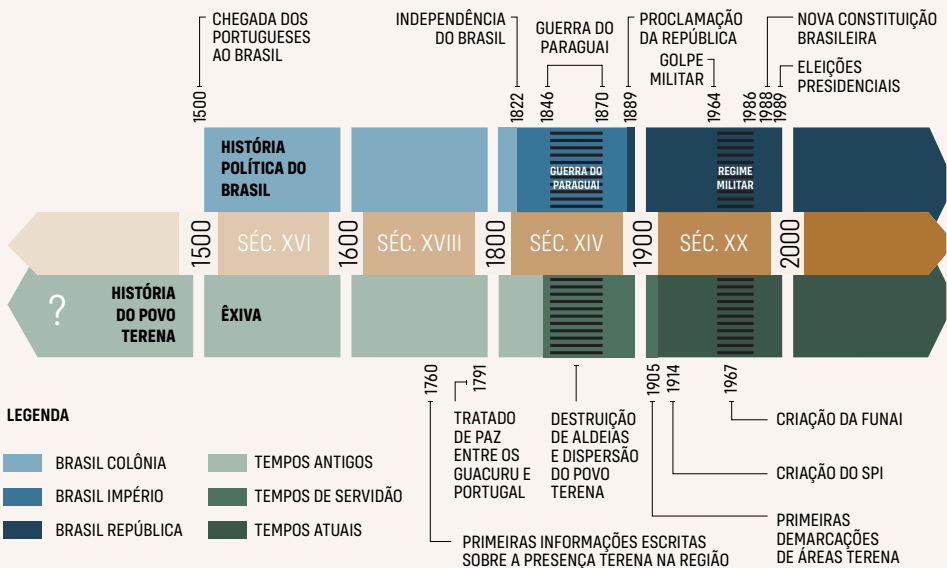 CHEGADA DOS
PORTUGUESES
AO BRASIL
INDEPENDÊNCIA
DO BRASIL
GUERRA DO
PARAGUAI
PROCLAMAÇÃO
DA REPÚBLICA
GOLPE
MILITAR
NOVA CONSTITUIÇÃO
BRASILEIRA
ELEIÇÕES
PRESIDENCIAIS
1500
1822
1846
1870
1889
1964
1986
1988
1989
HISTÓRIA
POLÍTICA DO
BRASIL
GUERRA DO
PARAGUAI
REGIME
MILITAR
1500
SÉC. XVI
1600
SÉC. XVIII
1800
SÉC. XIV
1900
SÉC. XX
2000
?
HISTÓRIA
DO POVO
TERENA
ÊXIVA
1760
1791
1905
1914
1967
TRATADO
DE PAZ
ENTRE OS
GUACURU E
PORTUGAL
DESTRUIÇÃO
DE ALDEIAS
E DISPERSÃO
DO POVO
TERENA
CRIAÇÃO DA FUNAI
CRIAÇÃO DO SPI
PRIMEIRAS
DEMARCAÇÕES
DE ÁREAS TERENA
PRIMEIRAS INFORMAÇÕES ESCRITAS
SOBRE A PRESENÇA TERENA NA REGIÃO
LEGENDA
BRASIL COLÔNIA
BRASIL IMPÉRIO
BRASIL REPÚBLICA
TEMPOS ANTIGOS
TEMPOS DE SERVIDÃO
TEMPOS ATUAIS